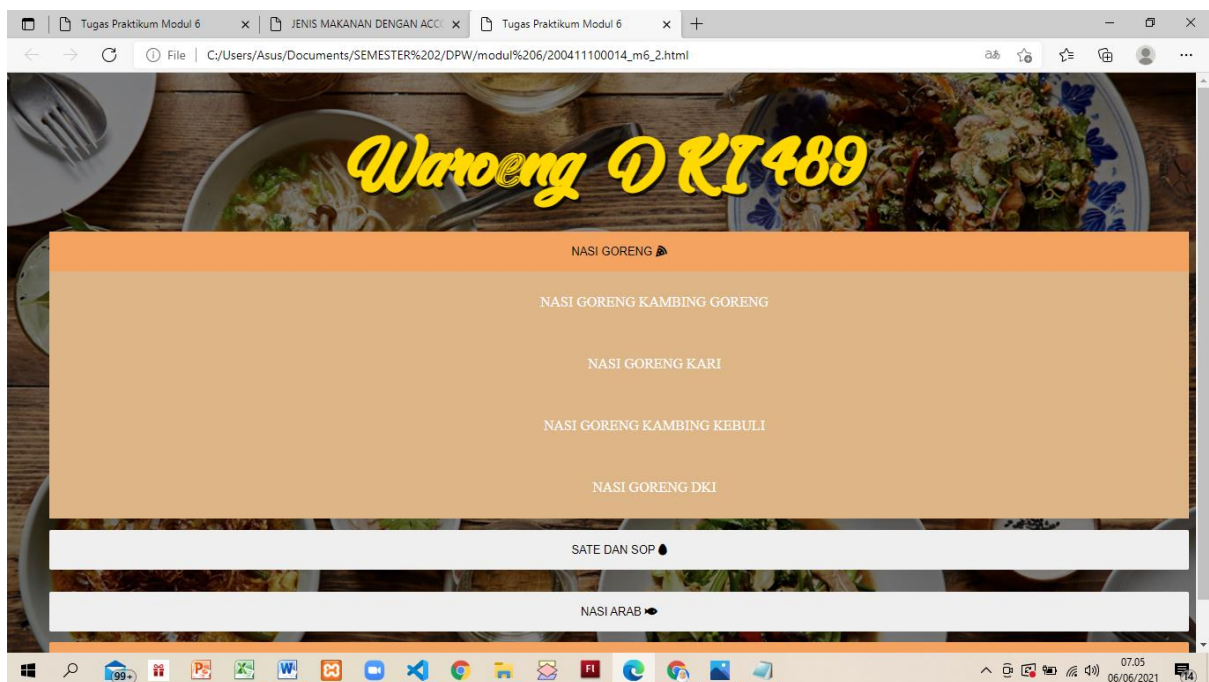 Tugas Praktikum Modul 6
JENIS MAKANAN DENGAN ACC
Tugas Praktikum Modul 6
File
C:/Users/Asus/Documents/SEMESTER%202/DPW/modul%206/200411100014_m6_2.html
Waroeng DKI 489
NASI GORENG
NASI GORENG KAMBING GORENG
NASI GORENG KARI
NASI GORENG KAMBING KEBULI
NASI GORENG DKI
SATE DAN SOP
NASI ARAB
99+
07.05
06/06/2021
14